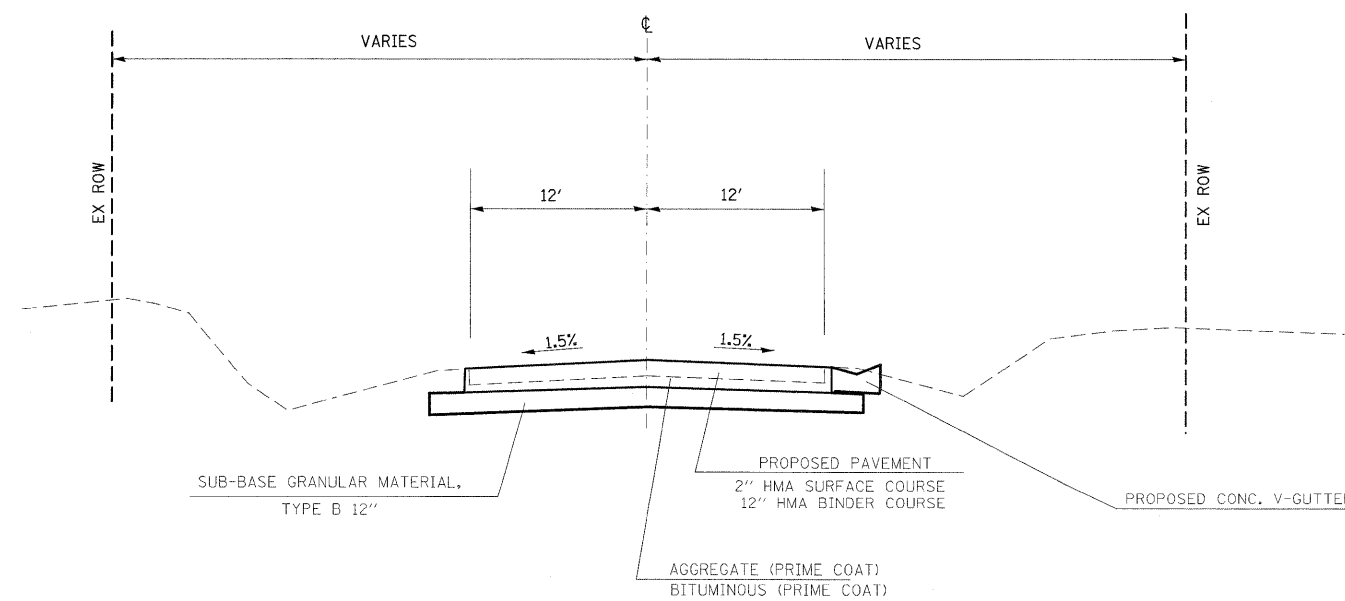 ℄
VARIES
VARIES
EX ROW
EX ROW
12'
12'
1.5%
1.5%
SUB-BASE GRANULAR MATERIAL,
TYPE B 12"
PROPOSED PAVEMENT
2" HMA SURFACE COURSE
12" HMA BINDER COURSE
PROPOSED CONC. V-GUTTER
AGGREGATE (PRIME COAT)
BITUMINOUS (PRIME COAT)